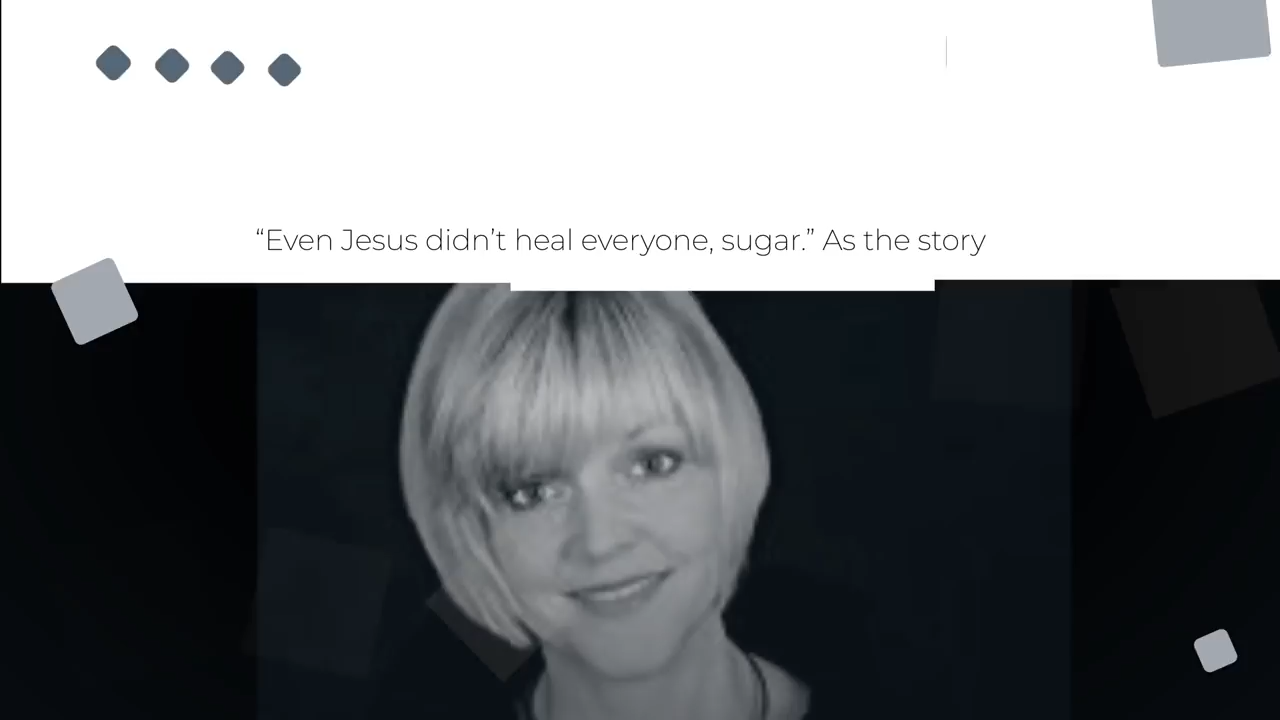 “Even Jesus didn’t heal everyone, sugar.” As the story